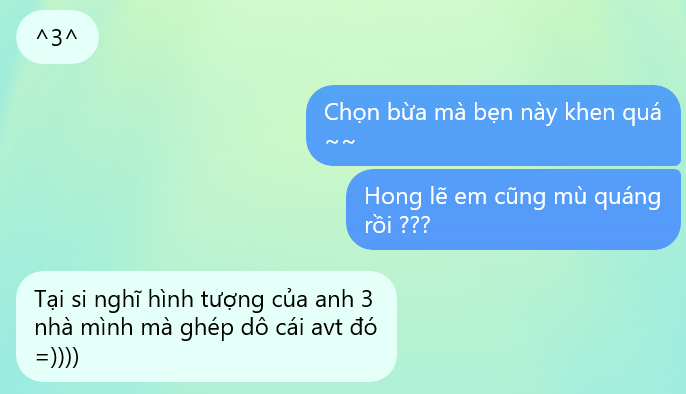 ^3^
Chọn bừa mà bẹn này khen quá
~~
Hong lẽ em cũng mù quáng
rồi ???
Tại si nghĩ hình tượng của anh 3
nhà mình mà ghép dô cái avt đó
=))))